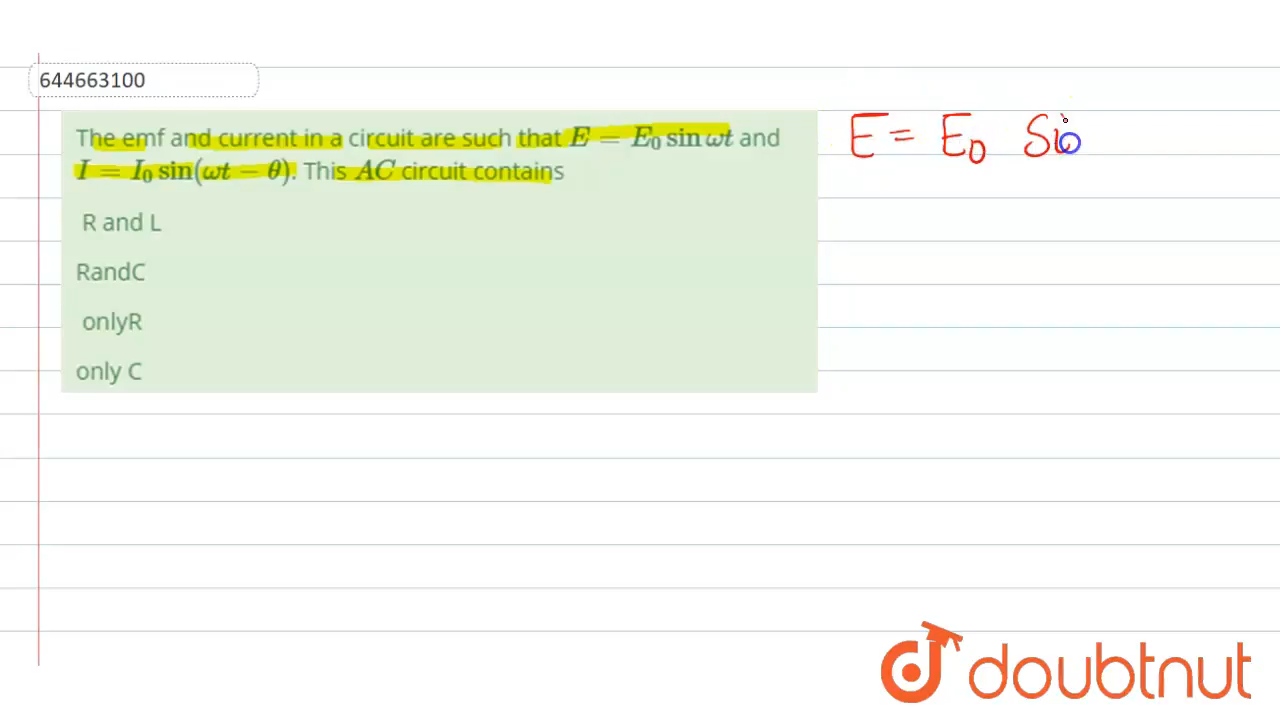 644663100
The emf and current in a circuit are such that E = E₀ sin ωt and
I = I₀ sin(ωt − θ). This AC circuit contains
R and L
RandC
onlyR
only C
E = E₀ Si
doubtnut